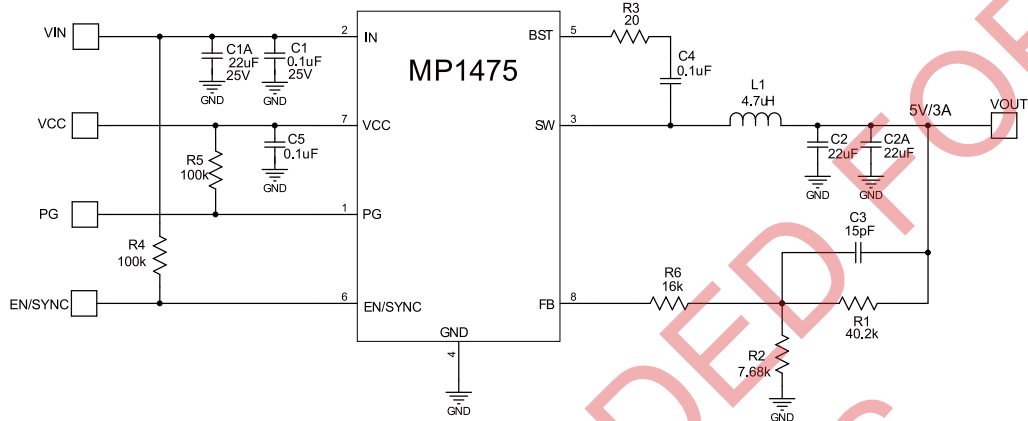 VIN
2
IN
C1A
22uF
25V
GND
C1
0.1uF
25V
GND
MP1475
BST
5
R3
20
C4
0.1uF
VCC
7
VCC
C5
0.1uF
GND
R5
100k
SW
3
L1
4.7uH
5V/3A
VOUT
C2
22uF
GND
C2A
22uF
GND
PG
1
PG
R4
100k
C3
15pF
EN/SYNC
6
EN/SYNC
FB
8
R6
16k
R1
40.2k
GND
4
GND
R2
7.68k
GND
DED FO